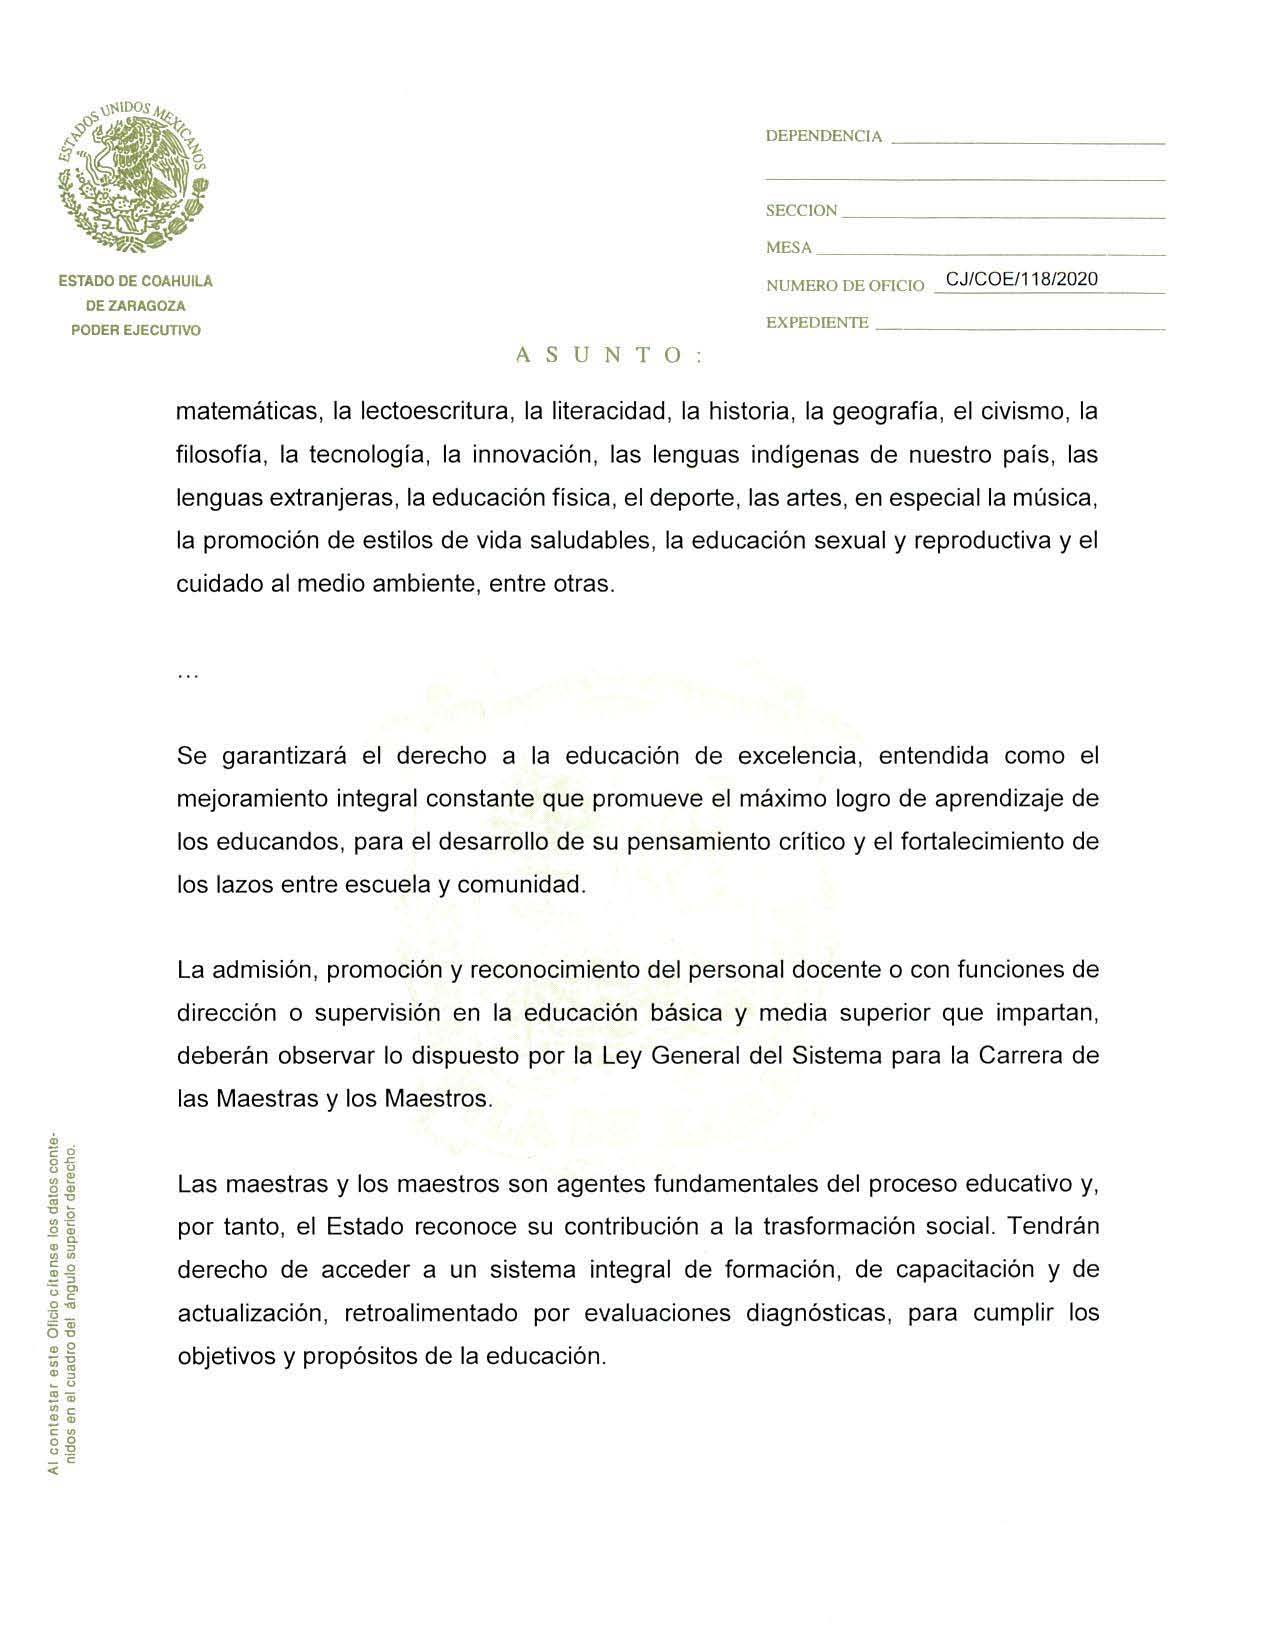 ESTADOS UNIDOS MEXICANOS
ESTADO DE COAHUILA
DE ZARAGOZA
PODER EJECUTIVO
DEPENDENCIA
SECCION
MESA
NUMERO DE OFICIO CJ/COE/118/2020
EXPEDIENTE
A S U N T O :
matemáticas, la lectoescritura, la literacidad, la historia, la geografía, el civismo, la
filosofía, la tecnología, la innovación, las lenguas indígenas de nuestro país, las
lenguas extranjeras, la educación física, el deporte, las artes, en especial la música,
la promoción de estilos de vida saludables, la educación sexual y reproductiva y el
cuidado al medio ambiente, entre otras.
...
Se garantizará el derecho a la educación de excelencia, entendida como el
mejoramiento integral constante que promueve el máximo logro de aprendizaje de
los educandos, para el desarrollo de su pensamiento crítico y el fortalecimiento de
los lazos entre escuela y comunidad.
La admisión, promoción y reconocimiento del personal docente o con funciones de
dirección o supervisión en la educación básica y media superior que impartan,
deberán observar lo dispuesto por la Ley General del Sistema para la Carrera de
las Maestras y los Maestros.
Las maestras y los maestros son agentes fundamentales del proceso educativo y,
por tanto, el Estado reconoce su contribución a la trasformación social. Tendrán
derecho de acceder a un sistema integral de formación, de capacitación y de
actualización, retroalimentado por evaluaciones diagnósticas, para cumplir los
objetivos y propósitos de la educación.
Al contestar este Oficio cítense los datos conte-
nidos en el cuadro del ángulo superior derecho.